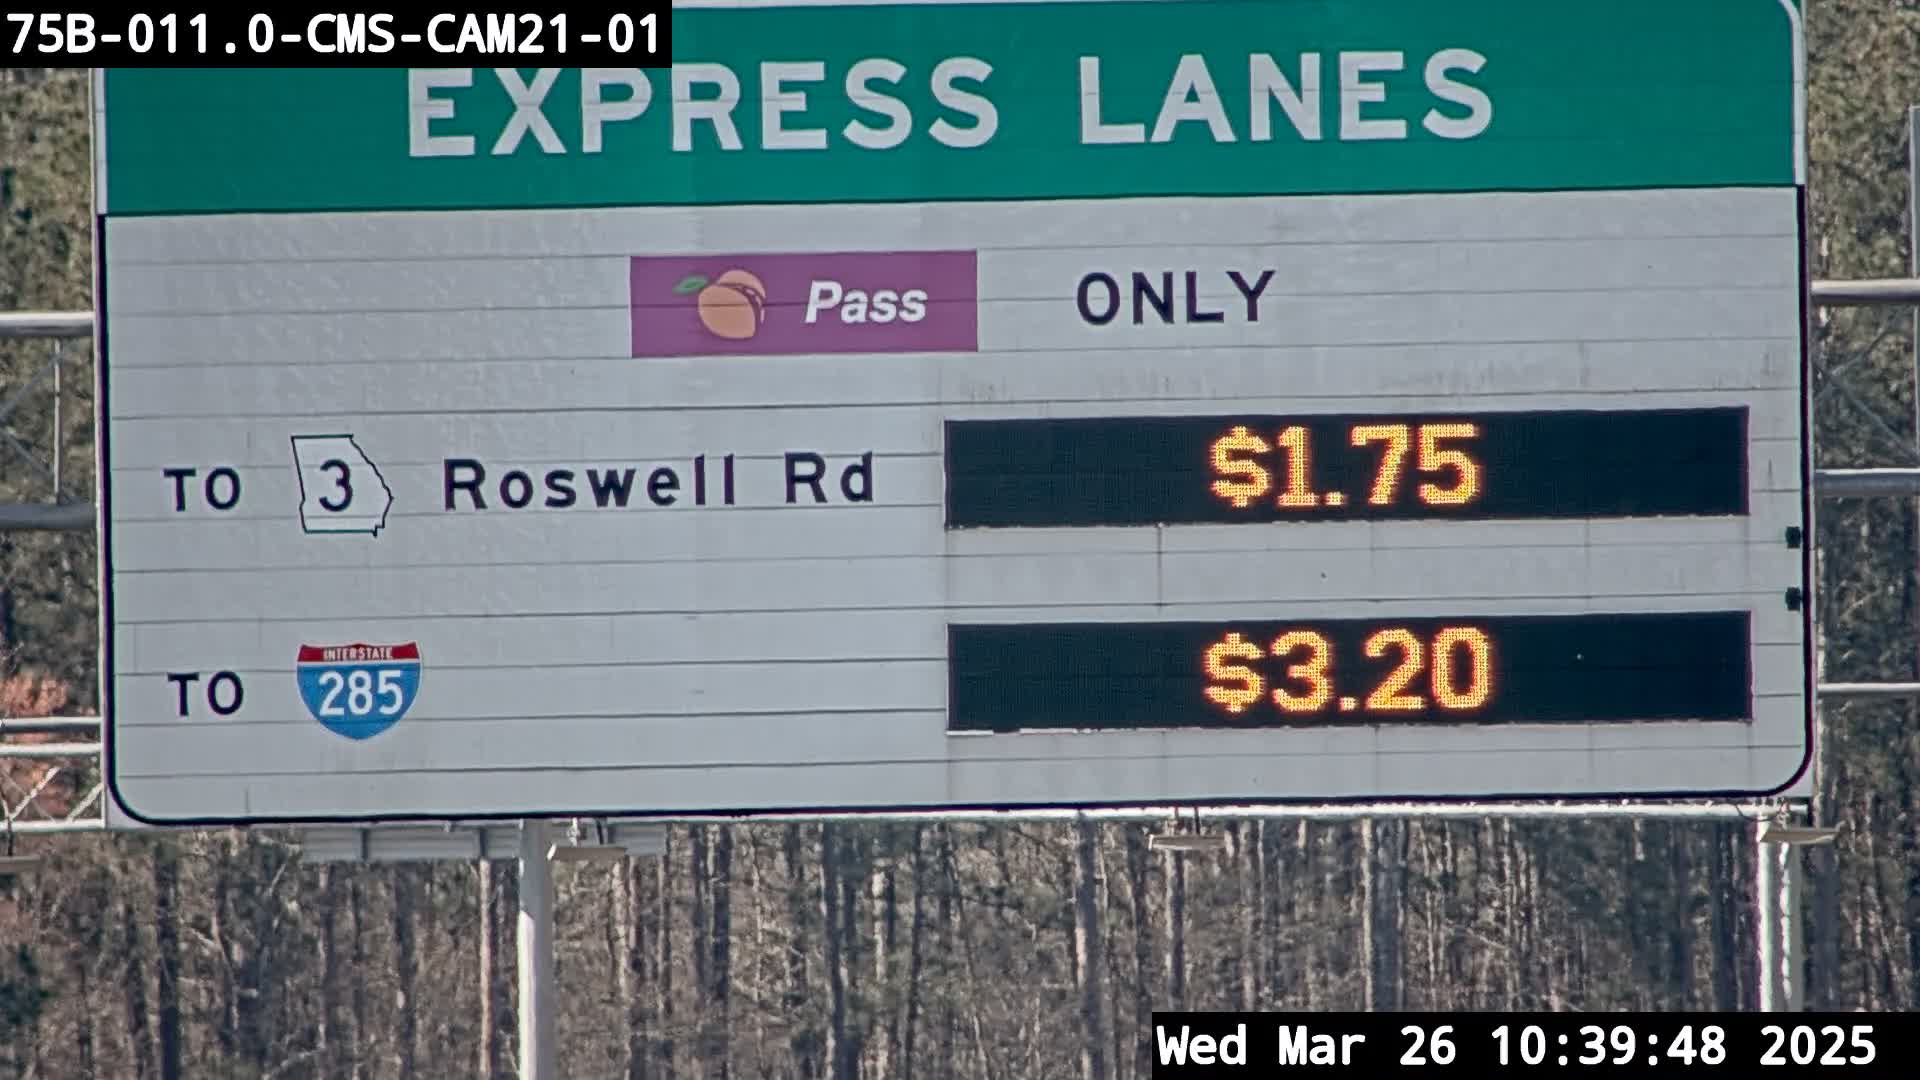 75B-011.0-CMS-CAM21-01
EXPRESS LANES
Pass ONLY
TO 3 Roswell Rd $1.75
TO INTERSTATE 285 $3.20
Wed Mar 26 10:39:48 2025